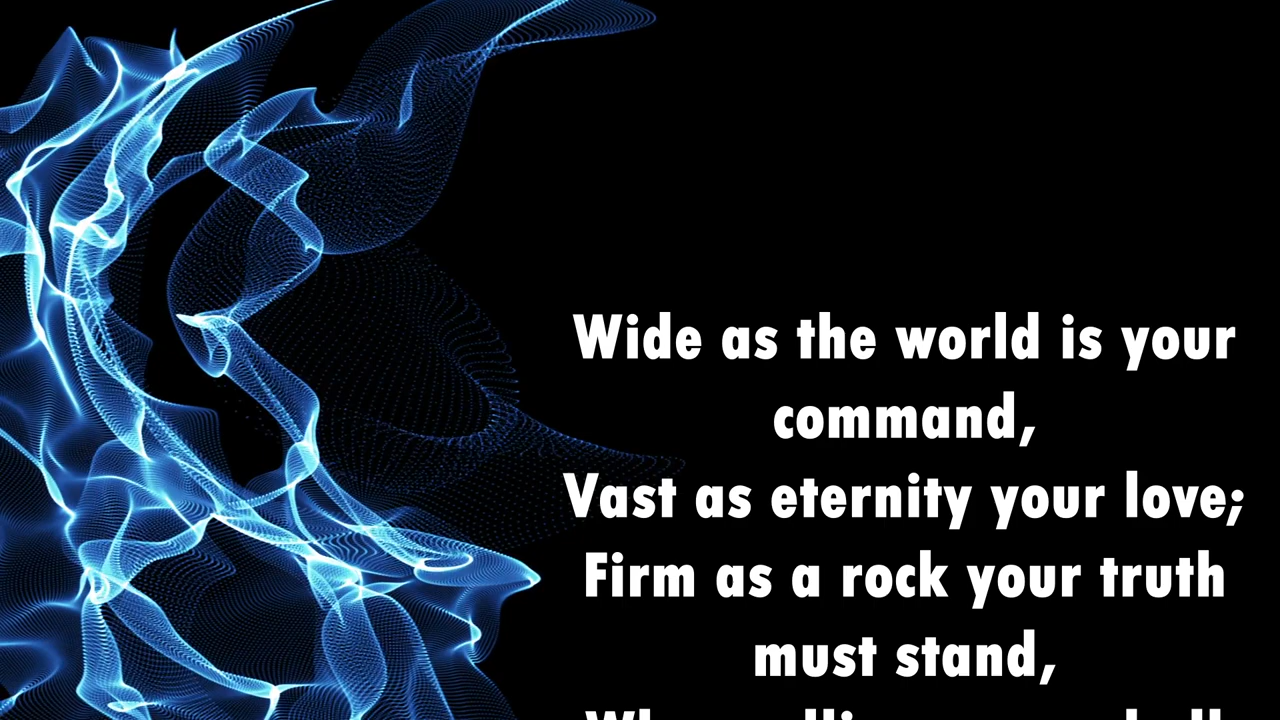 Wide as the world is your
command,
Vast as eternity your love;
Firm as a rock your truth
must stand,